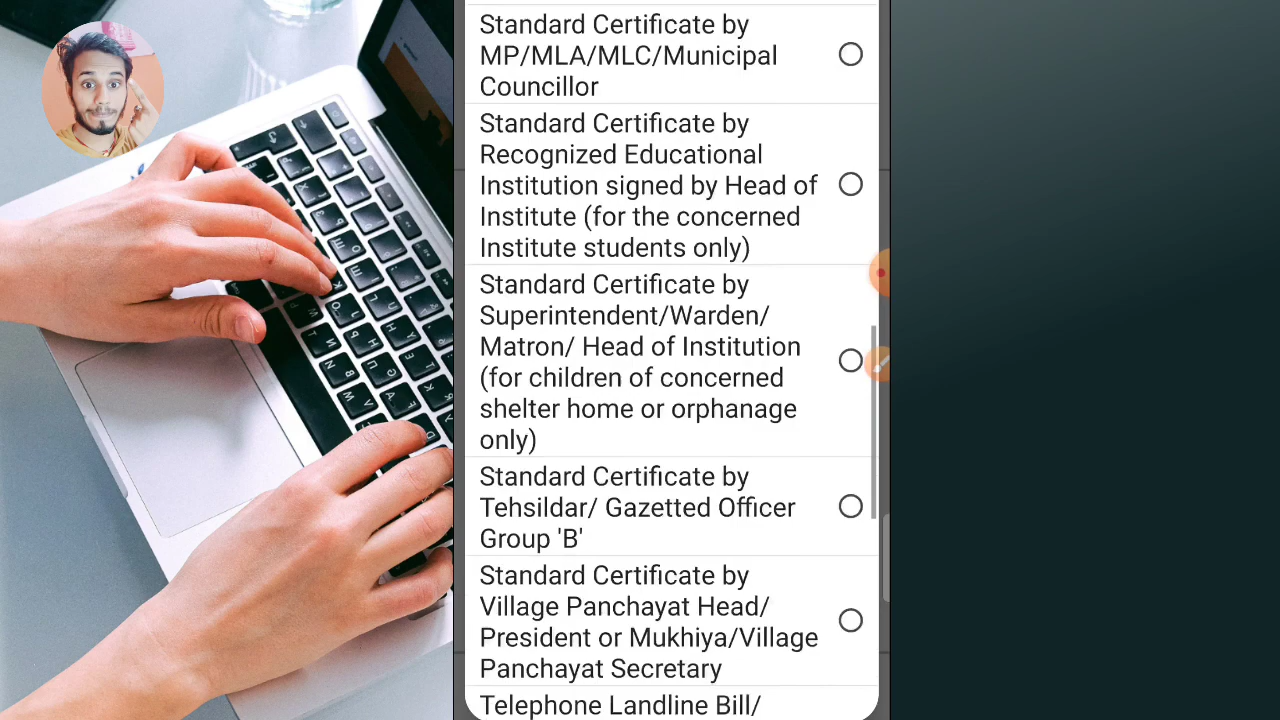 Standard Certificate by
MP/MLA/MLC/Municipal
Councillor
Standard Certificate by
Recognized Educational
Institution signed by Head of
Institute (for the concerned
Institute students only)
Standard Certificate by
Superintendent/Warden/
Matron/ Head of Institution
(for children of concerned
shelter home or orphanage
only)
Standard Certificate by
Tehsildar/ Gazetted Officer
Group 'B'
Standard Certificate by
Village Panchayat Head/
President or Mukhiya/Village
Panchayat Secretary
Telephone Landline Bill/